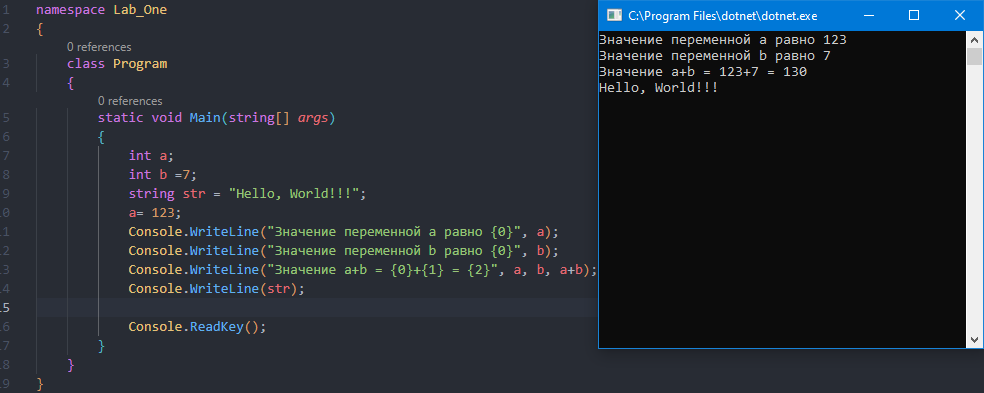 1 namespace Lab_One
2 {
0 references
3 class Program
4 {
0 references
5 static void Main(string[] args)
6 {
7 int a;
8 int b =7;
9 string str = "Hello, World!!!";
10 a= 123;
11 Console.WriteLine("Значение переменной a равно {0}", a);
12 Console.WriteLine("Значение переменной b равно {0}", b);
13 Console.WriteLine("Значение a+b = {0}+{1} = {2}", a, b, a+b);
14 Console.WriteLine(str);
15
16 Console.ReadKey();
17 }
18 }
19 }
C:\Program Files\dotnet\dotnet.exe
Значение переменной a равно 123
Значение переменной b равно 7
Значение a+b = 123+7 = 130
Hello, World!!!